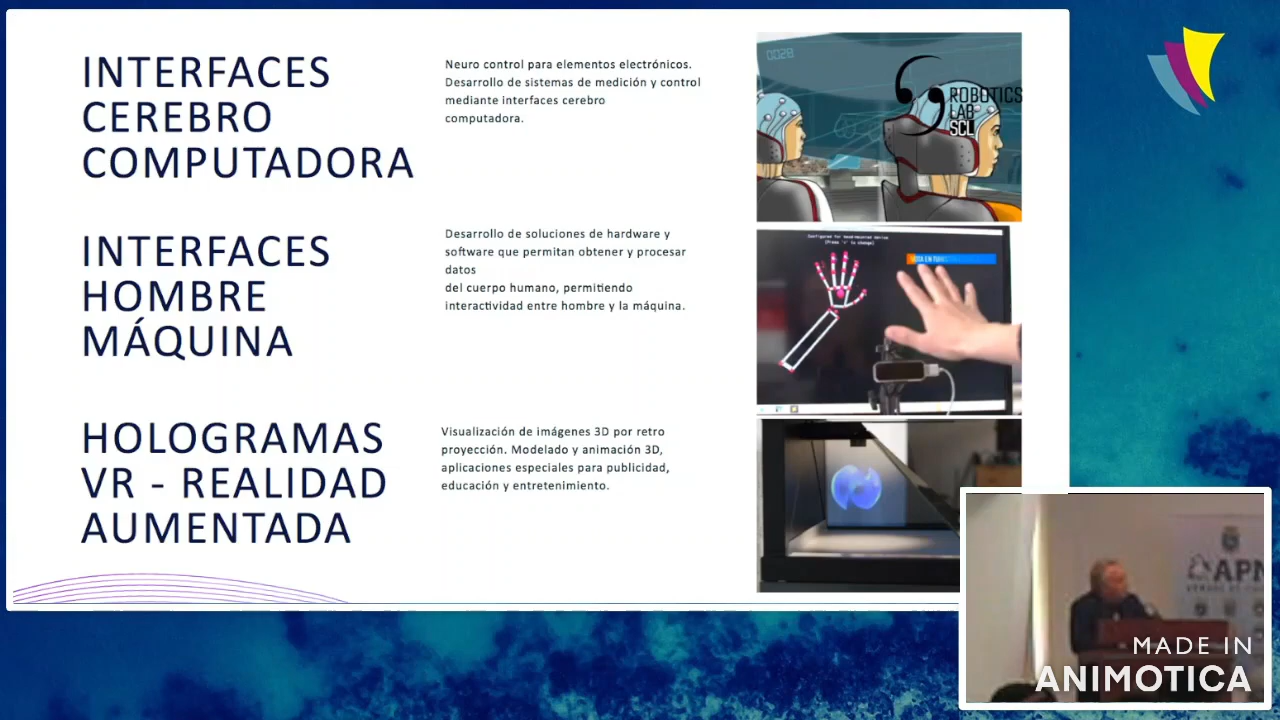 INTERFACES
CEREBRO
COMPUTADORA
Neuro control para elementos electrónicos.
Desarrollo de sistemas de medición y control
mediante interfaces cerebro
computadora.
0028
ROBOTICS
LAB
SCL
INTERFACES
HOMBRE
MÁQUINA
Desarrollo de soluciones de hardware y
software que permitan obtener y procesar
datos
del cuerpo humano, permitiendo
interactividad entre hombre y la máquina.
HOLOGRAMAS
VR - REALIDAD
AUMENTADA
Visualización de imágenes 3D por retro
proyección. Modelado y animación 3D,
aplicaciones especiales para publicidad,
educación y entretenimiento.
APN
MADE IN
ANIMOTICA